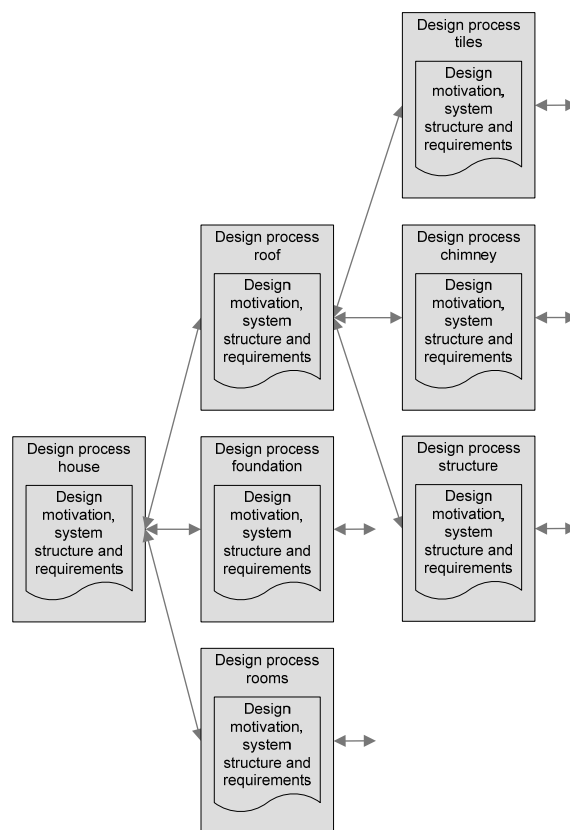 Design process
tiles
Design
motivation,
system
structure and
requirements
Design process
roof
Design
motivation,
system
structure and
requirements
Design process
chimney
Design
motivation,
system
structure and
requirements
Design process
house
Design
motivation,
system
structure and
requirements
Design process
foundation
Design
motivation,
system
structure and
requirements
Design process
structure
Design
motivation,
system
structure and
requirements
Design process
rooms
Design
motivation,
system
structure and
requirements